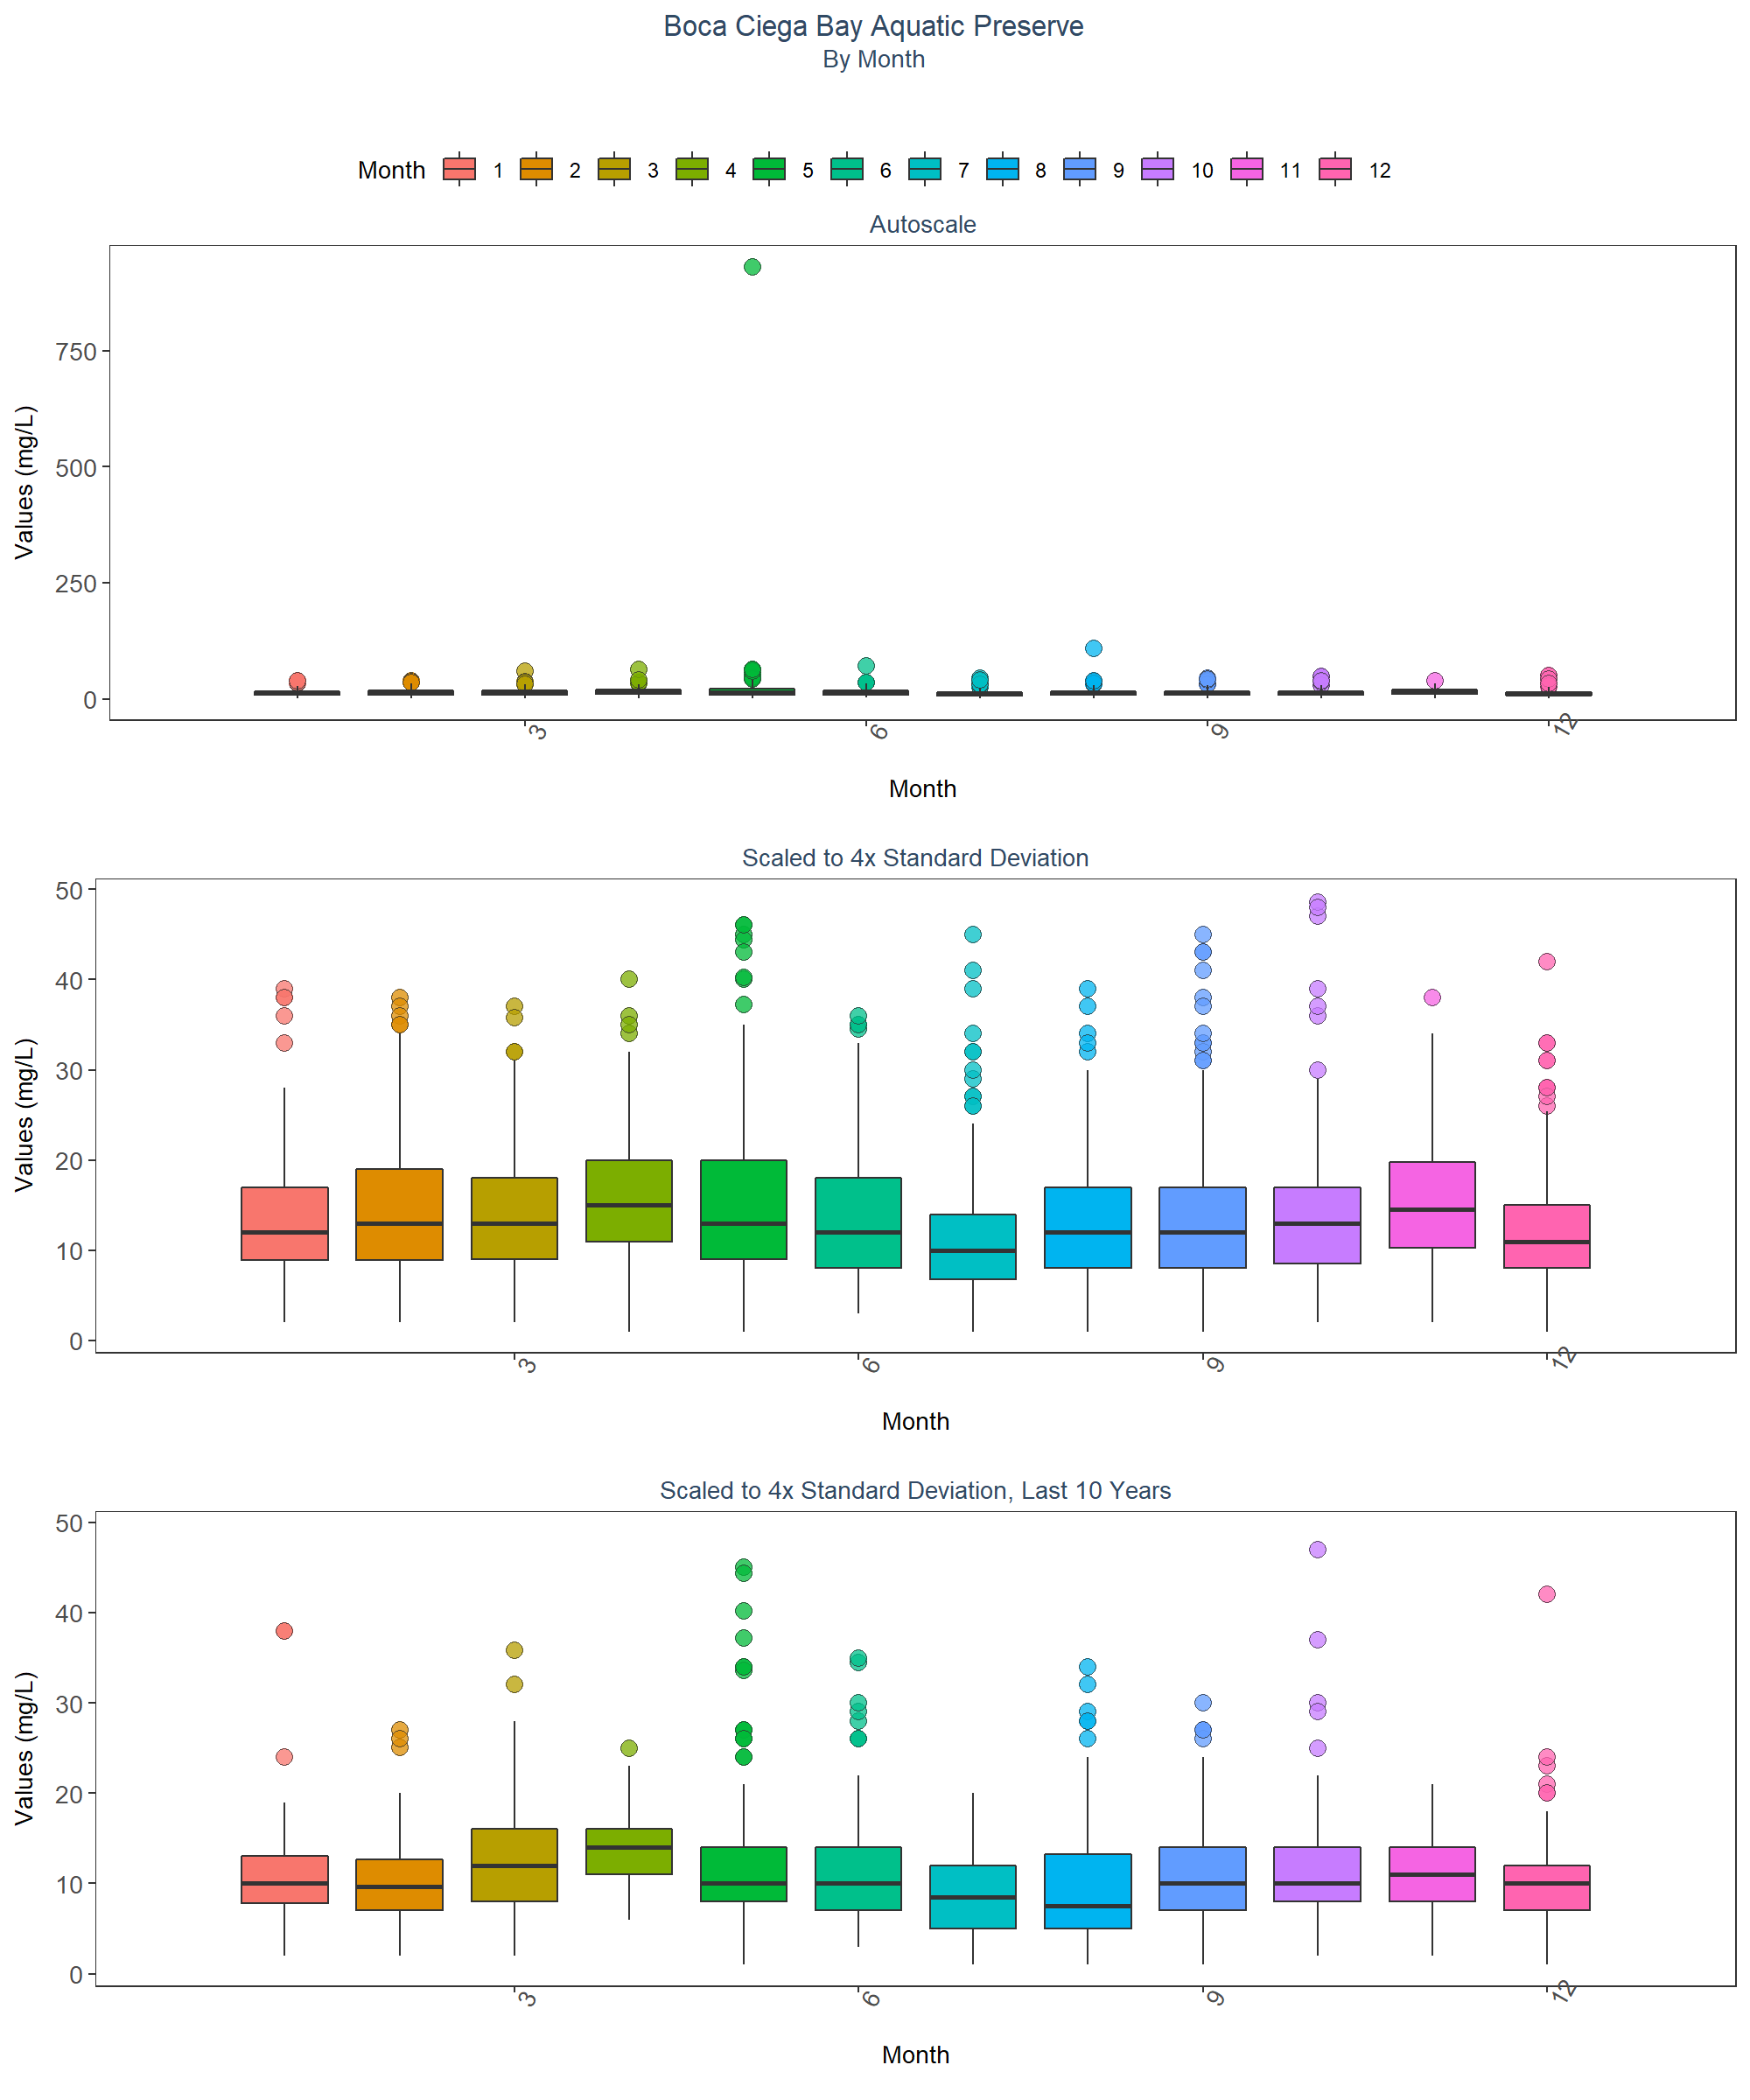 Boca Ciega Bay Aquatic Preserve
By Month
Month 1 2 3 4 5 6 7 8 9 10 11 12
Autoscale
Values (mg/L)
750
500
250
0
3 6 9 12
Month
Scaled to 4x Standard Deviation
Values (mg/L)
50
40
30
20
10
0
3 6 9 12
Month
Scaled to 4x Standard Deviation, Last 10 Years
Values (mg/L)
50
40
30
20
10
0
3 6 9 12
Month